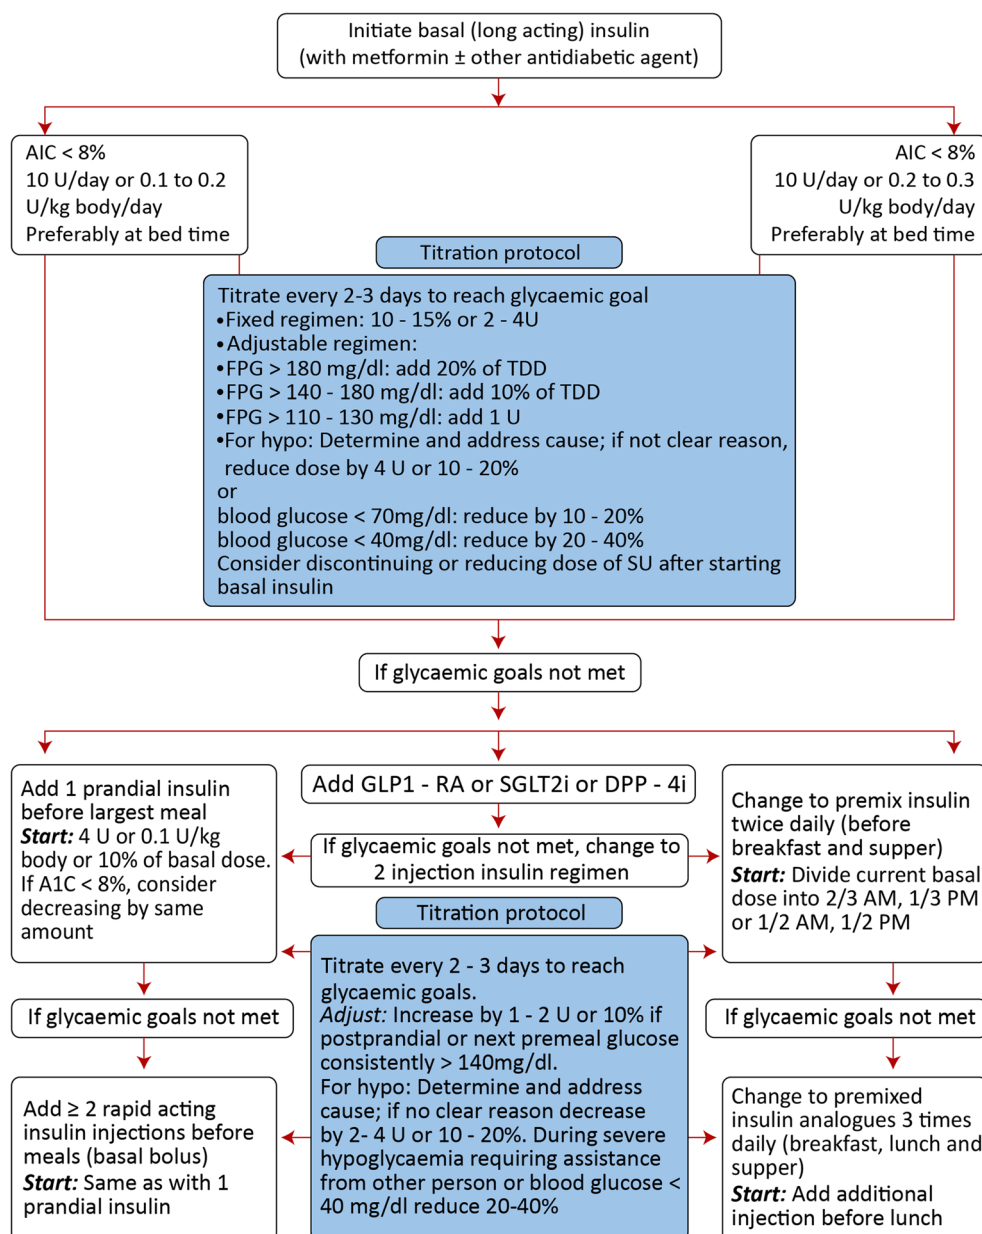 Initiate basal (long acting) insulin
(with metformin ± other antidiabetic agent)
AIC < 8%
10 U/day or 0.1 to 0.2
U/kg body/day
Preferably at bed time
AIC < 8%
10 U/day or 0.2 to 0.3
U/kg body/day
Preferably at bed time
Titration protocol
Titrate every 2-3 days to reach glycaemic goal
•Fixed regimen: 10 - 15% or 2 - 4U
•Adjustable regimen:
•FPG > 180 mg/dl: add 20% of TDD
•FPG > 140 - 180 mg/dl: add 10% of TDD
•FPG > 110 - 130 mg/dl: add 1 U
•For hypo: Determine and address cause; if not clear reason,
reduce dose by 4 U or 10 - 20%
or
blood glucose < 70mg/dl: reduce by 10 - 20%
blood glucose < 40mg/dl: reduce by 20 - 40%
Consider discontinuing or reducing dose of SU after starting
basal insulin
If glycaemic goals not met
Add 1 prandial insulin
before largest meal
Start: 4 U or 0.1 U/kg
body or 10% of basal dose.
If A1C < 8%, consider
decreasing by same
amount
Add GLP1 - RA or SGLT2i or DPP - 4i
If glycaemic goals not met, change to
2 injection insulin regimen
Change to premix insulin
twice daily (before
breakfast and supper)
Start: Divide current basal
dose into 2/3 AM, 1/3 PM
or 1/2 AM, 1/2 PM
Titration protocol
Titrate every 2 - 3 days to reach
glycaemic goals.
Adjust: Increase by 1 - 2 U or 10% if
postprandial or next premeal glucose
consistently > 140mg/dl.
For hypo: Determine and address
cause; if no clear reason decrease
by 2- 4 U or 10 - 20%. During severe
hypoglycaemia requiring assistance
from other person or blood glucose <
40 mg/dl reduce 20-40%
If glycaemic goals not met
If glycaemic goals not met
Add ≥ 2 rapid acting
insulin injections before
meals (basal bolus)
Start: Same as with 1
prandial insulin
Change to premixed
insulin analogues 3 times
daily (breakfast, lunch and
supper)
Start: Add additional
injection before lunch